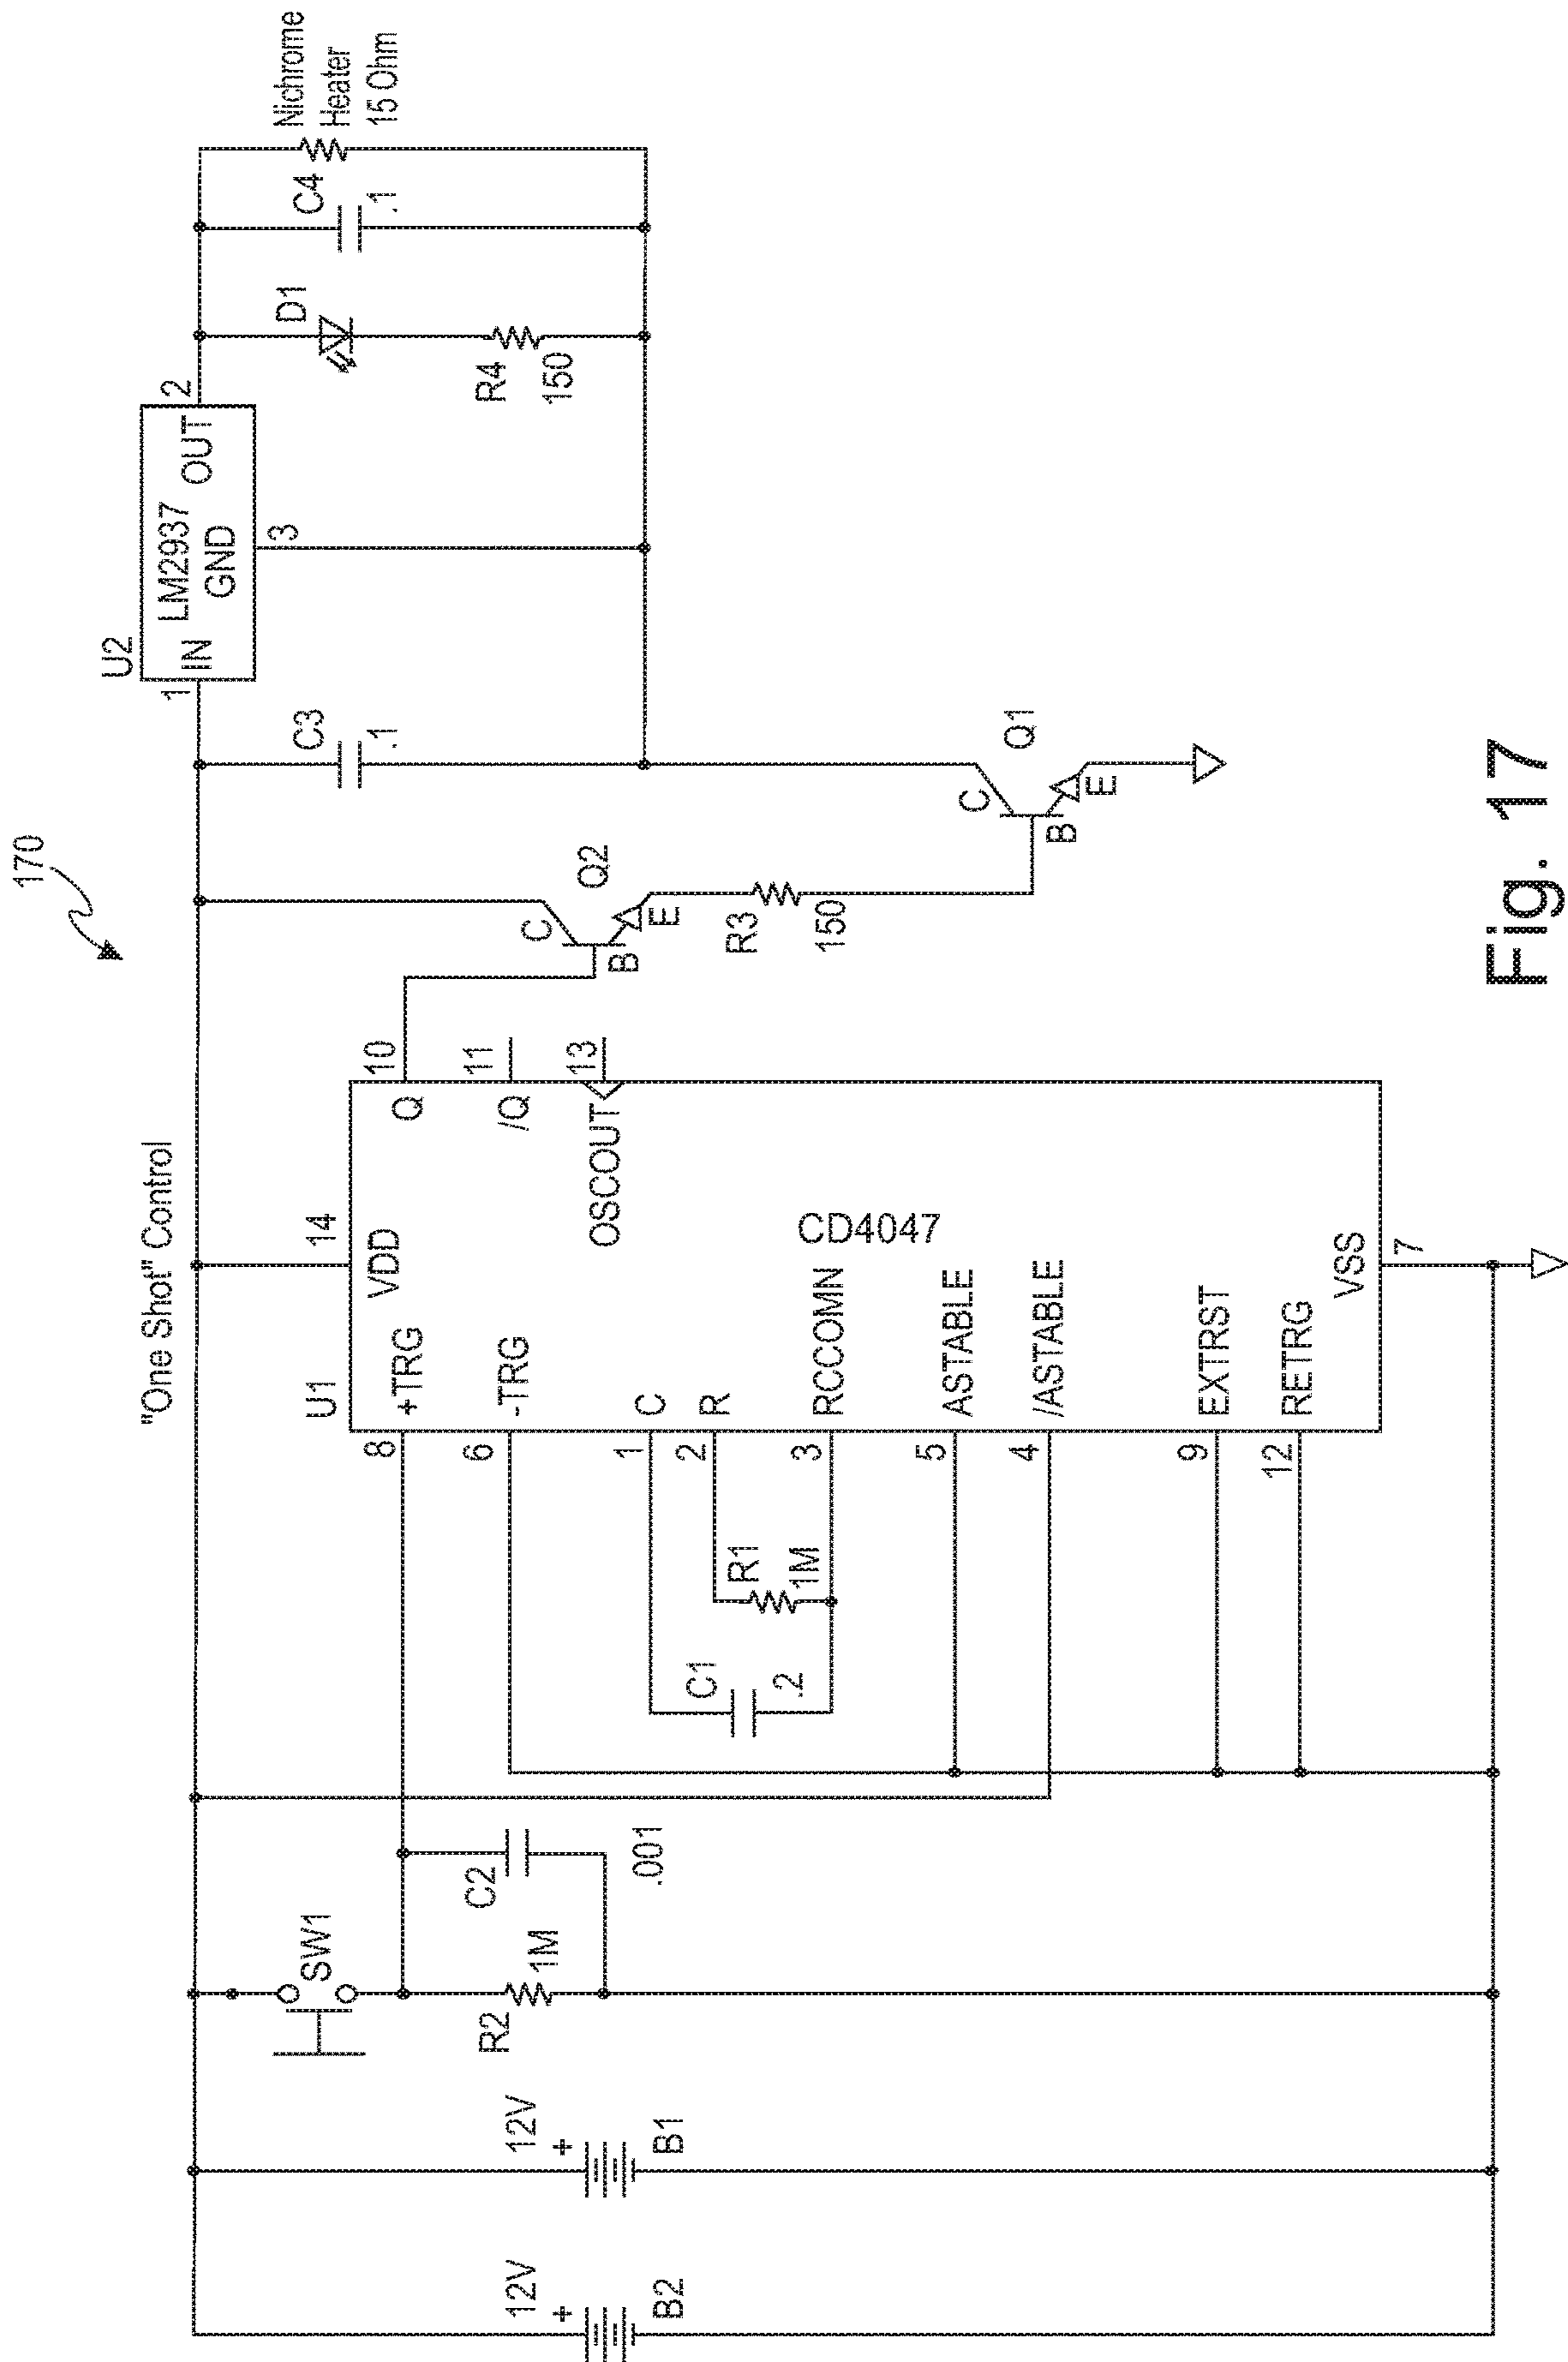 170
"One Shot" Control
U2
1
IN
LM2937
GND
OUT
2
3
C3
.1
D1
R4
150
C4
.1
Nichrome
Heater
15 Ohm
12V
+
B2
12V
+
B1
SW1
R2
1M
C2
.001
C1
.2
R1
1M
U1
14
VDD
8
+TRG
6
-TRG
1
C
2
R
3
RCCOMN
5
ASTABLE
4
/ASTABLE
9
EXTRST
12
RETRG
CD4047
10
Q
11
/Q
13
OSCOUT
VSS
7
C
B
E
Q2
R3
150
C
B
E
Q1
Fig. 17